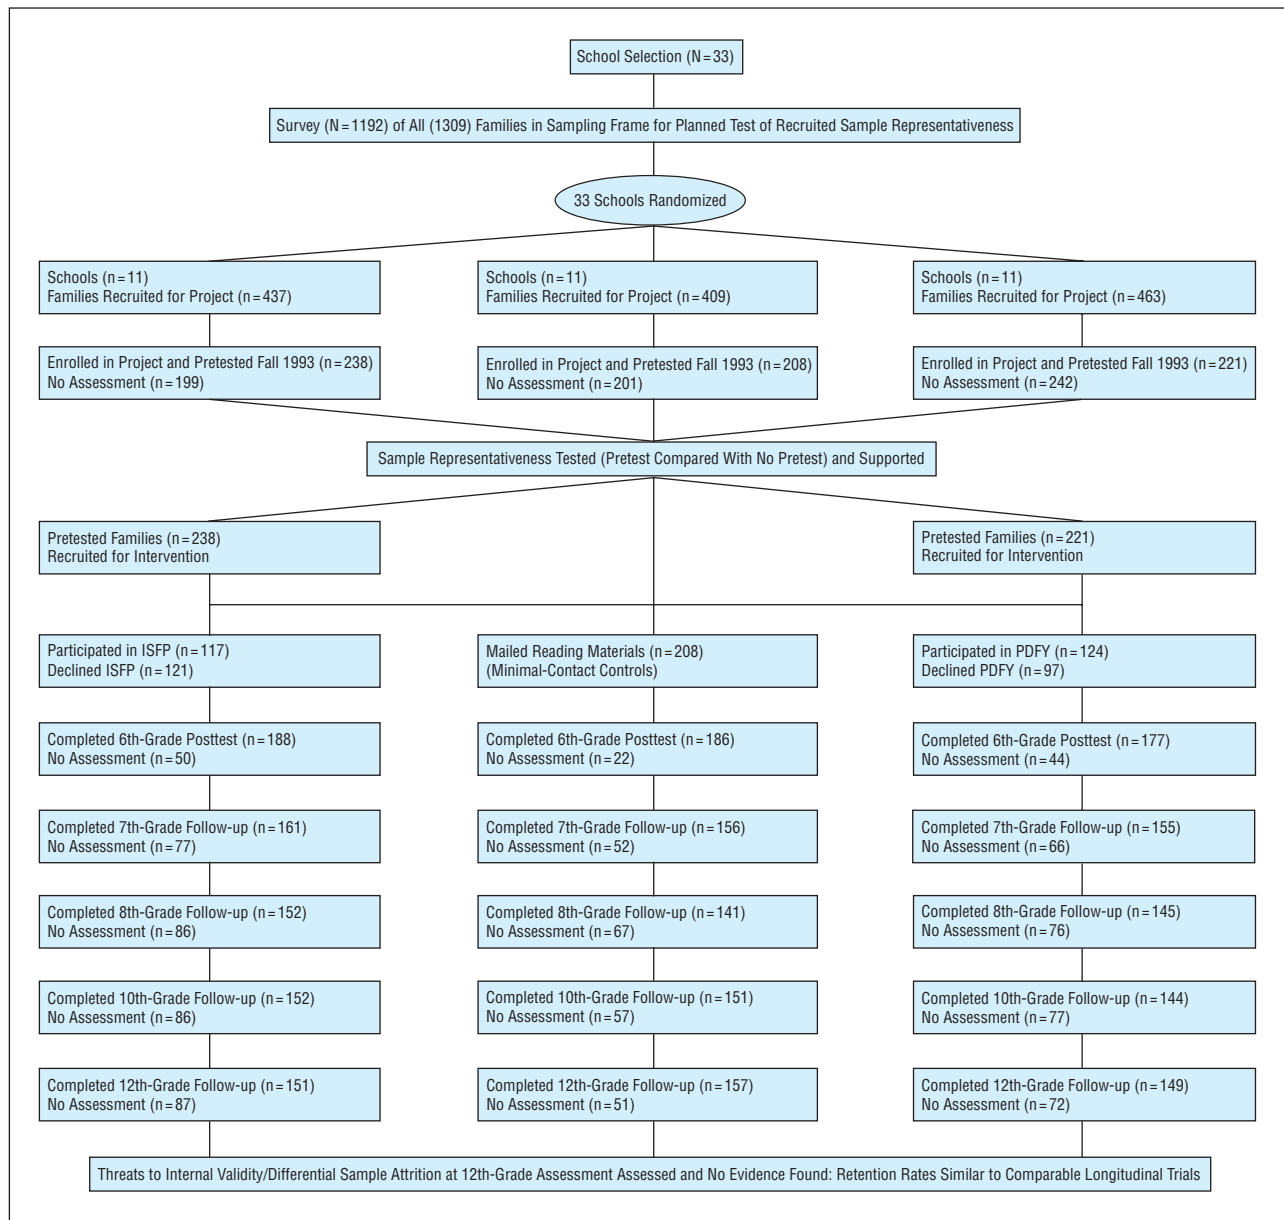 School Selection (N=33)
Survey (N=1192) of All (1309) Families in Sampling Frame for Planned Test of Recruited Sample Representativeness
33 Schools Randomized
Schools (n=11)
Families Recruited for Project (n=437)
Schools (n=11)
Families Recruited for Project (n=409)
Schools (n=11)
Families Recruited for Project (n=463)
Enrolled in Project and Pretested Fall 1993 (n=238)
No Assessment (n=199)
Enrolled in Project and Pretested Fall 1993 (n=208)
No Assessment (n=201)
Enrolled in Project and Pretested Fall 1993 (n=221)
No Assessment (n=242)
Sample Representativeness Tested (Pretest Compared With No Pretest) and Supported
Pretested Families (n=238)
Recruited for Intervention
Pretested Families (n=221)
Recruited for Intervention
Participated in ISFP (n=117)
Declined ISFP (n=121)
Mailed Reading Materials (n=208)
(Minimal-Contact Controls)
Participated in PDFY (n=124)
Declined PDFY (n=97)
Completed 6th-Grade Posttest (n=188)
No Assessment (n=50)
Completed 6th-Grade Posttest (n=186)
No Assessment (n=22)
Completed 6th-Grade Posttest (n=177)
No Assessment (n=44)
Completed 7th-Grade Follow-up (n=161)
No Assessment (n=77)
Completed 7th-Grade Follow-up (n=156)
No Assessment (n=52)
Completed 7th-Grade Follow-up (n=155)
No Assessment (n=66)
Completed 8th-Grade Follow-up (n=152)
No Assessment (n=86)
Completed 8th-Grade Follow-up (n=141)
No Assessment (n=67)
Completed 8th-Grade Follow-up (n=145)
No Assessment (n=76)
Completed 10th-Grade Follow-up (n=152)
No Assessment (n=86)
Completed 10th-Grade Follow-up (n=151)
No Assessment (n=57)
Completed 10th-Grade Follow-up (n=144)
No Assessment (n=77)
Completed 12th-Grade Follow-up (n=151)
No Assessment (n=87)
Completed 12th-Grade Follow-up (n=157)
No Assessment (n=51)
Completed 12th-Grade Follow-up (n=149)
No Assessment (n=72)
Threats to Internal Validity/Differential Sample Attrition at 12th-Grade Assessment Assessed and No Evidence Found: Retention Rates Similar to Comparable Longitudinal Trials